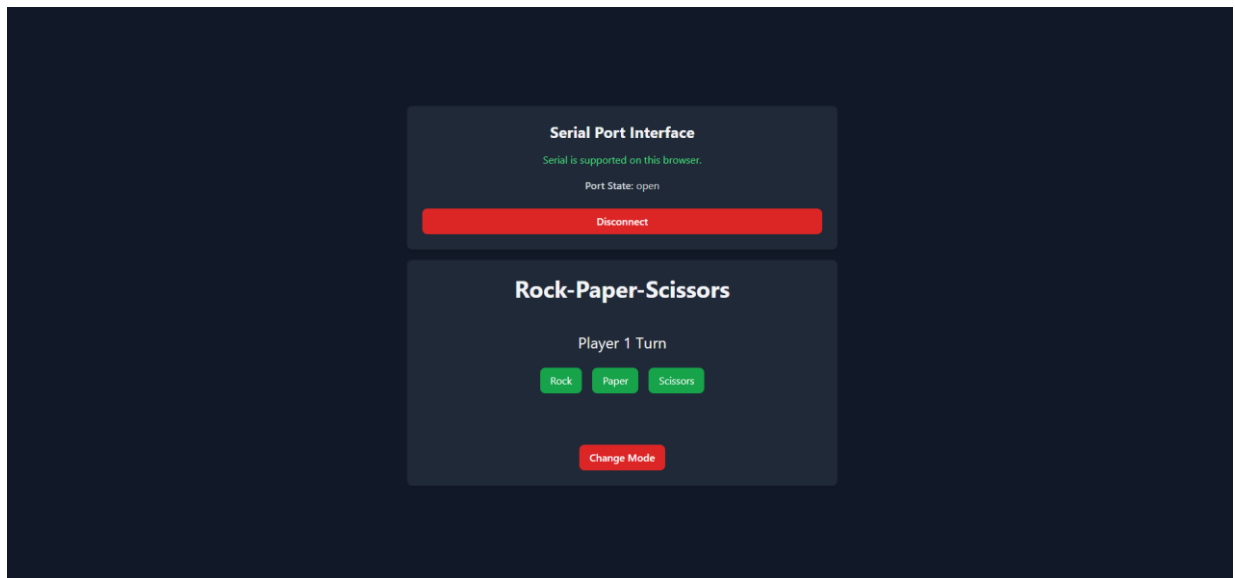 Serial Port Interface
Serial is supported on this browser.
Port State: open
Disconnect
Rock-Paper-Scissors
Player 1 Turn
Rock Paper Scissors
Change Mode